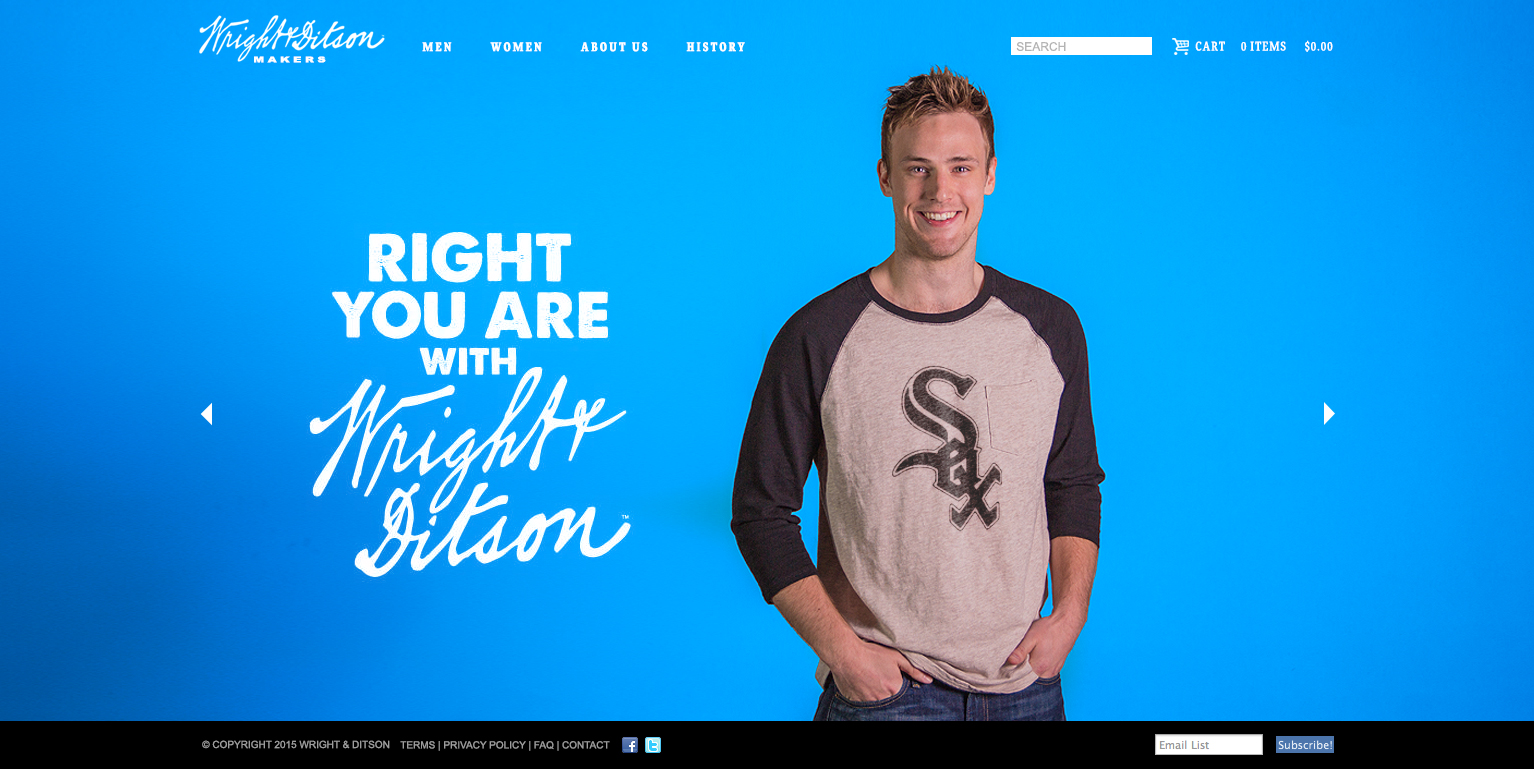 Wright & Ditson
MAKERS
MEN WOMEN ABOUT US HISTORY
SEARCH
CART 0 ITEMS $0.00
RIGHT
YOU ARE
WITH
Wright &
Ditson™
Sox
© COPYRIGHT 2015 WRIGHT & DITSON TERMS | PRIVACY POLICY | FAQ | CONTACT
Email List
Subscribe!